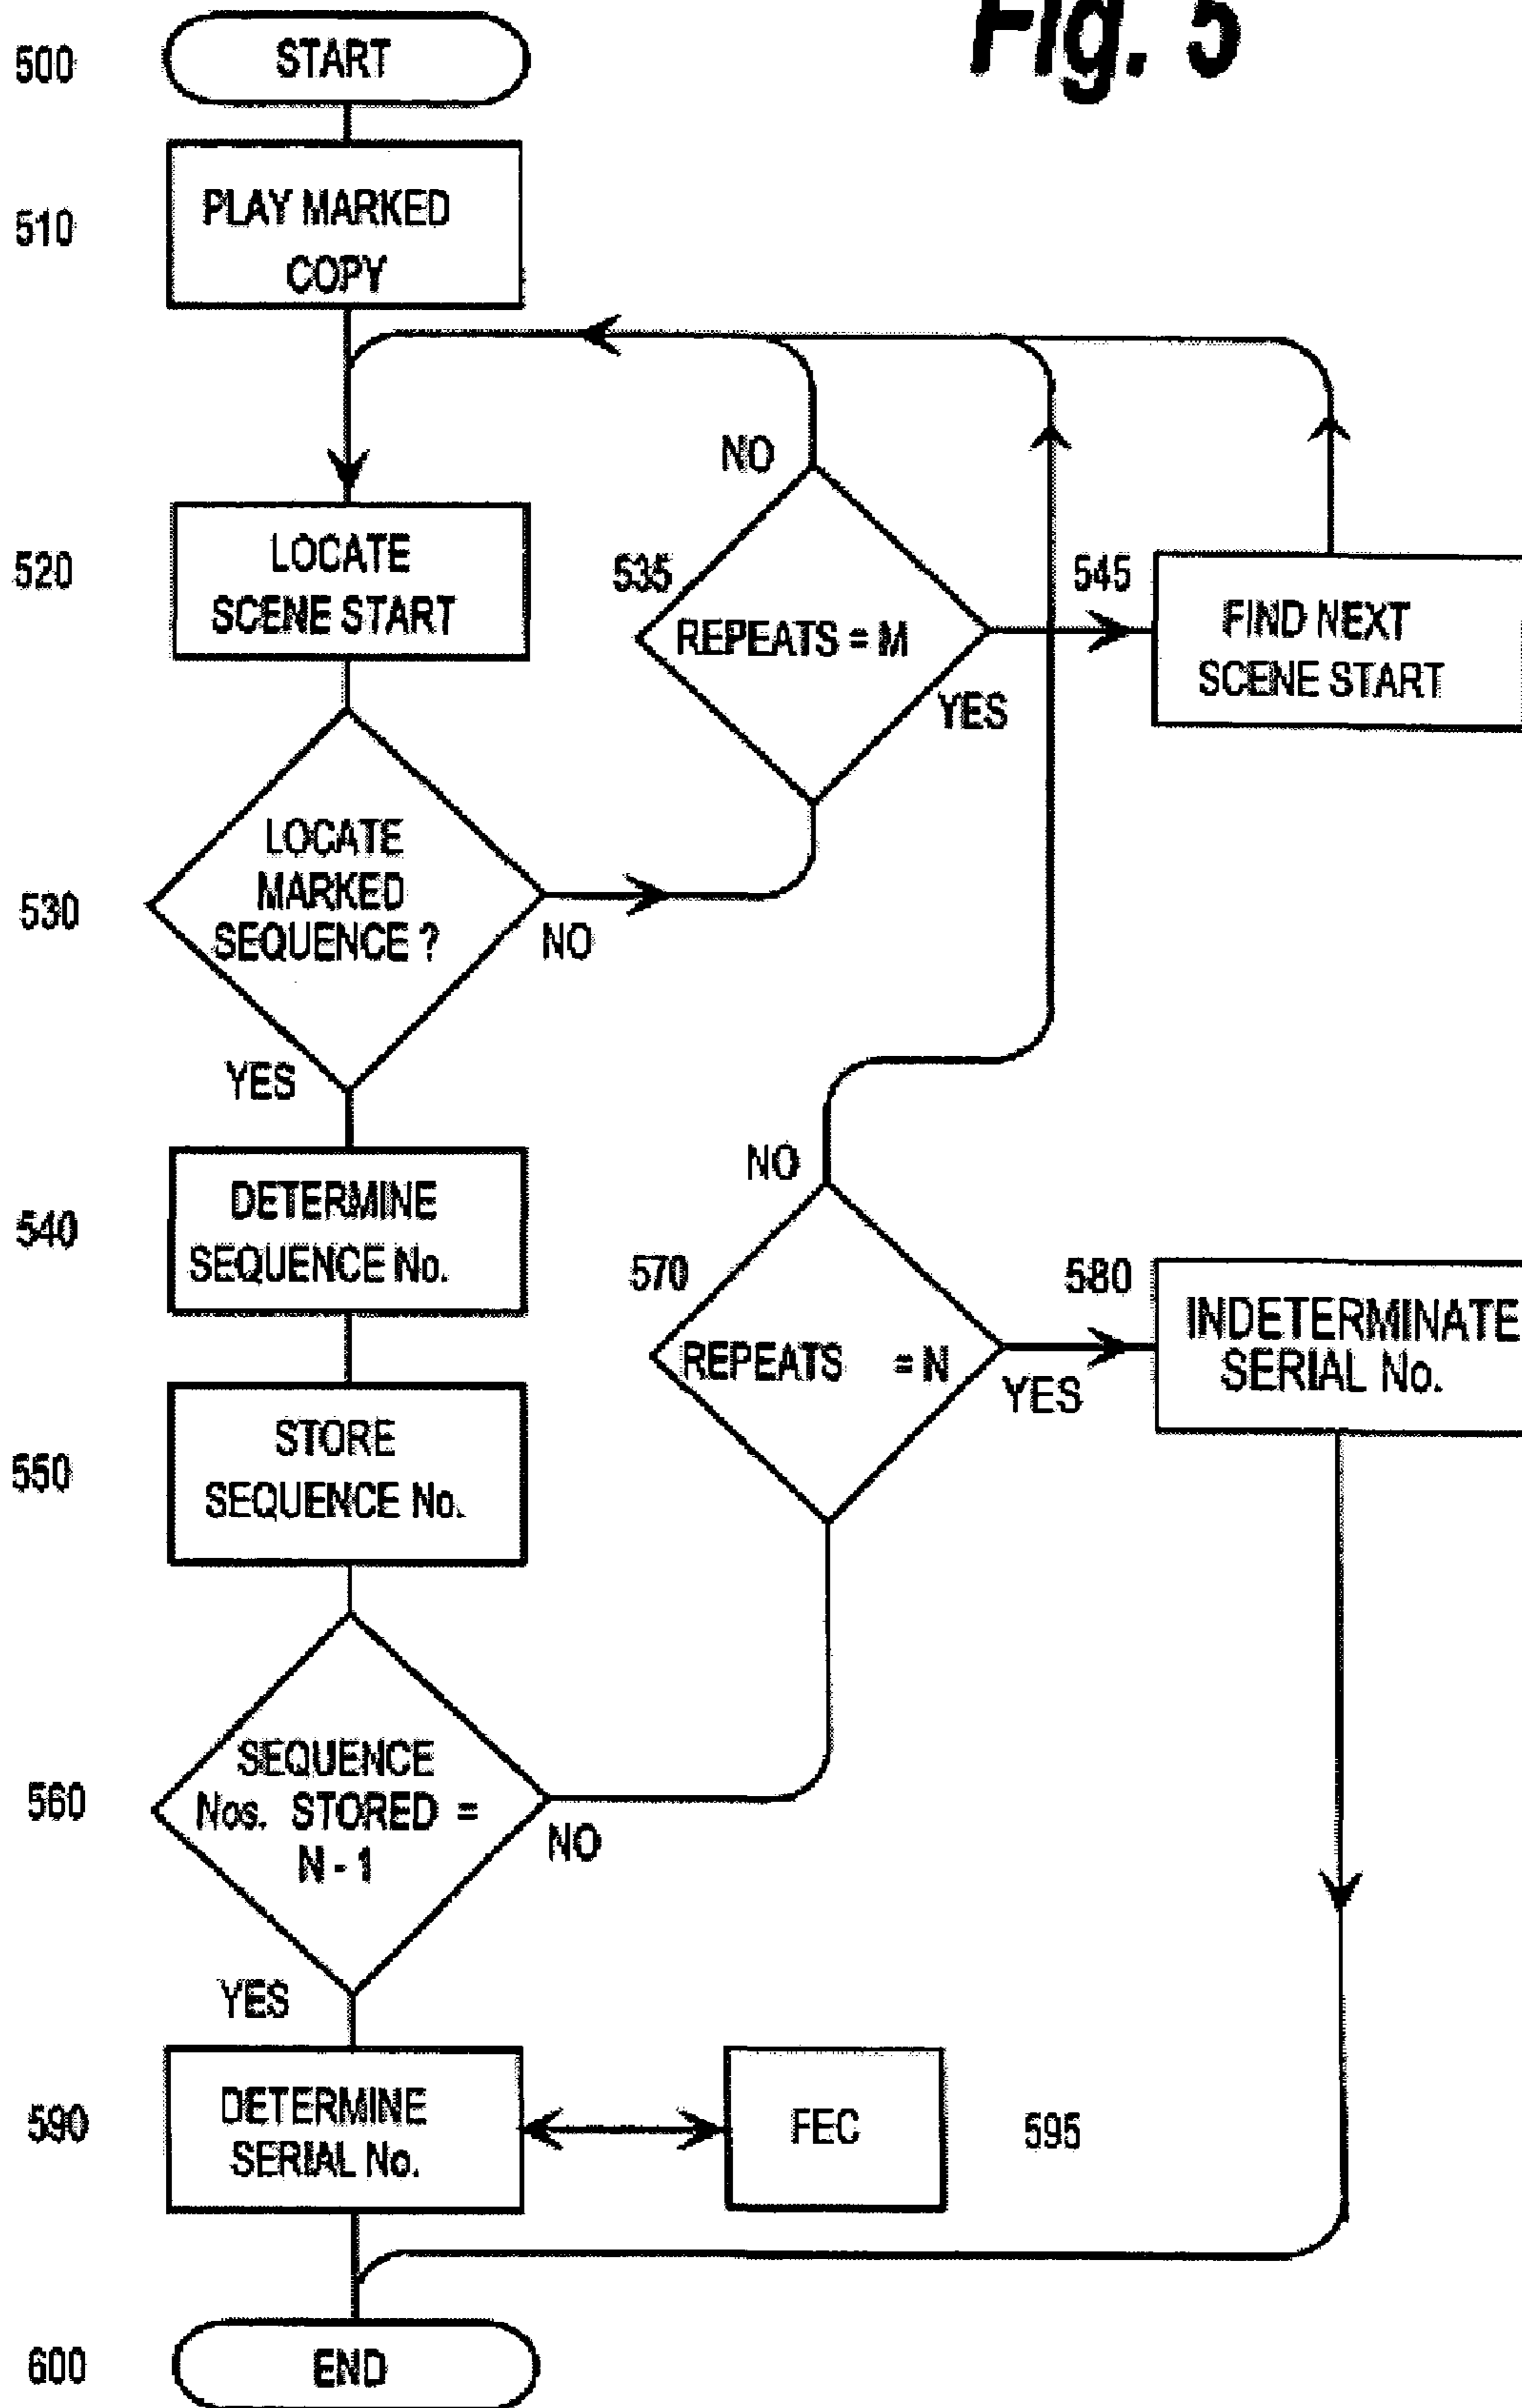 Fig. 5
500
START
510
PLAY MARKED
COPY
520
LOCATE
SCENE START
NO
535
REPEATS = M
YES
545
FIND NEXT
SCENE START
530
LOCATE
MARKED
SEQUENCE ?
NO
YES
540
DETERMINE
SEQUENCE No.
NO
570
REPEATS = N
YES
580
INDETERMINATE
SERIAL No.
550
STORE
SEQUENCE No.
560
SEQUENCE
Nos. STORED =
N - 1
NO
YES
590
DETERMINE
SERIAL No.
FEC
595
600
END